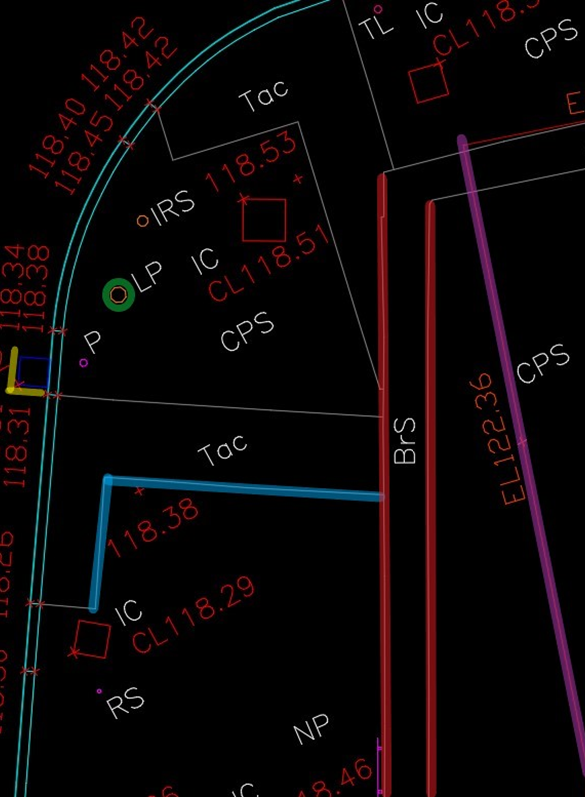 TL
IC
CPS
118.42
118.42
118.40
118.45
Tac
E
118.53
IRS
IC
CL118.51
LP
118.34
118.38
P
CPS
CPS
EL122.36
118.31
Tac
BrS
118.38
IC
CL118.29
RS
NP